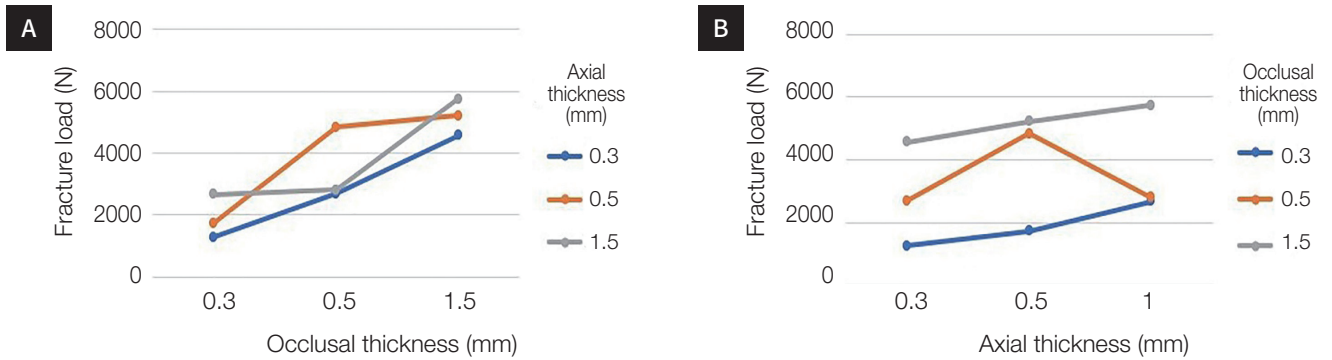 A
8000
6000
4000
2000
0
Fracture load (N)
0.3 0.5 1.5
Occlusal thickness (mm)
Axial
thickness
(mm)
0.3
0.5
1.5
B
8000
6000
4000
2000
0
Fracture load (N)
0.3 0.5 1
Axial thickness (mm)
Occlusal
thickness
(mm)
0.3
0.5
1.5